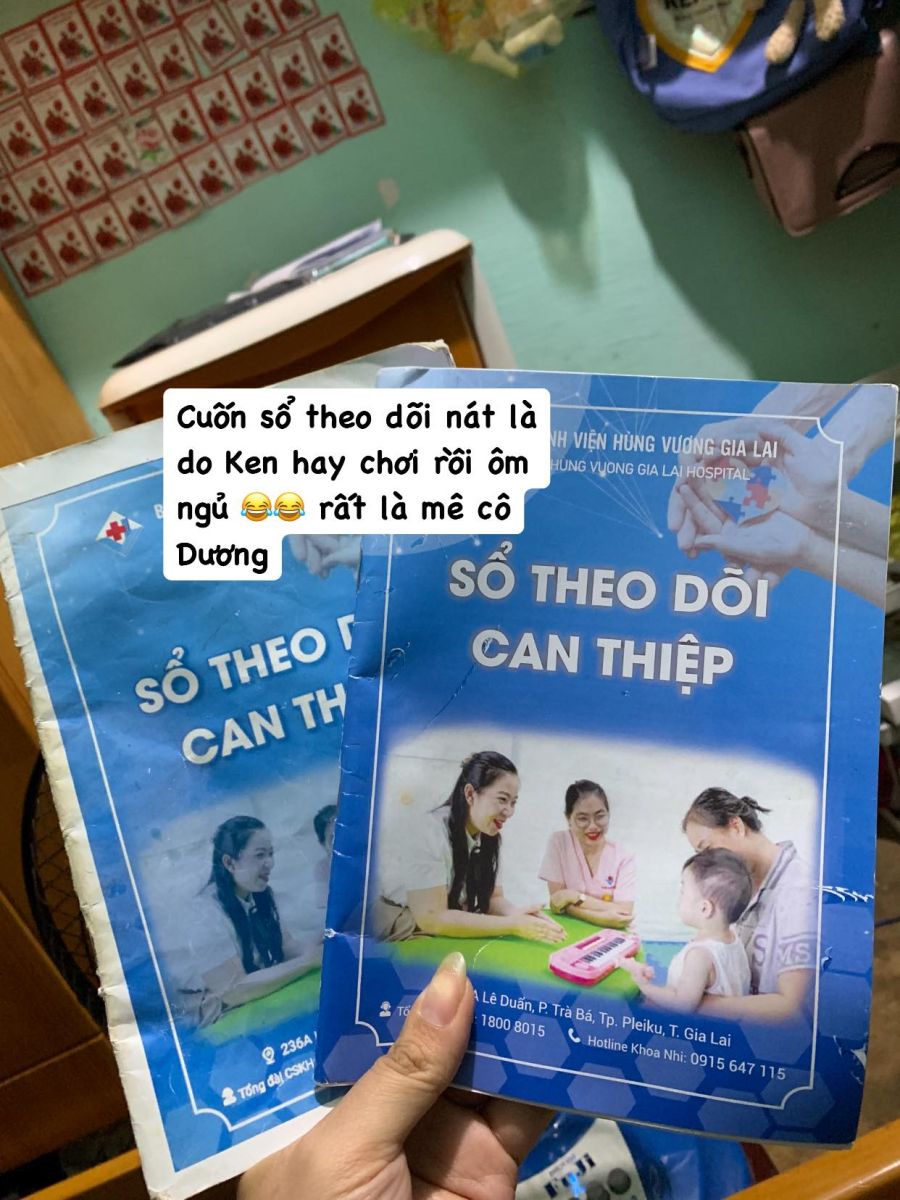 Cuốn sổ theo dõi nát là
do Ken hay chơi rồi ôm
ngủ 😂😂 rất là mê cô
Dương
VIỆN HÙNG VƯƠNG GIA LAI
HUNG VUONG GIA LAI HOSPITAL
SỔ THEO DÕI
CAN THIỆP
Lê Duẩn, P. Trà Bá, Tp. Pleiku, T. Gia Lai
1800 8015
Hotline Khoa Nhi: 0915 647 115
SỔ THEO
CAN
236A
Tổng đài CSKH